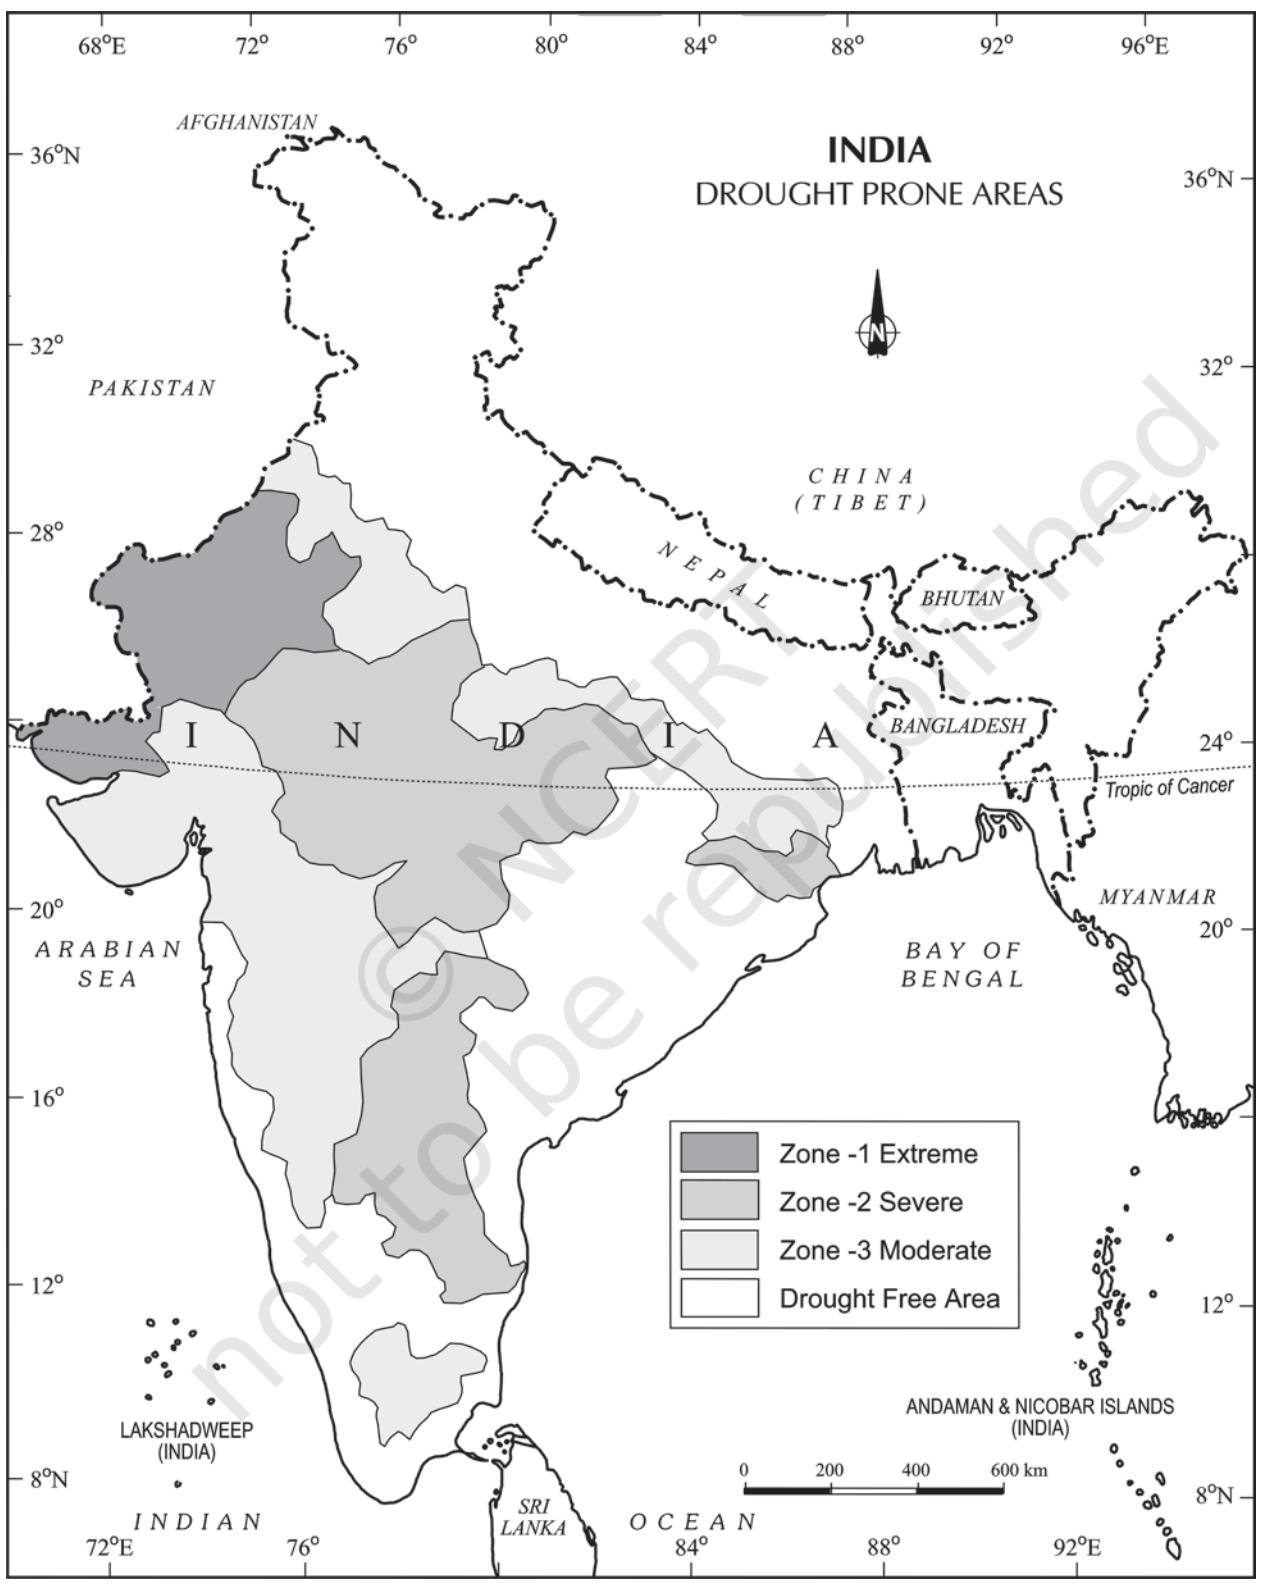 68°E 72° 76° 80° 84° 88° 92° 96°E
AFGHANISTAN
INDIA
DROUGHT PRONE AREAS
36°N
36°N
N
32°
32°
PAKISTAN
CHINA
(TIBET)
28°
NEPAL
BHUTAN
I N D I A
BANGLADESH
24°
Tropic of Cancer
MYANMAR
20°
20°
ARABIAN
SEA
BAY OF
BENGAL
© NCERT
not to be republished
16°
Zone -1 Extreme
Zone -2 Severe
Zone -3 Moderate
Drought Free Area
12°
12°
LAKSHADWEEP
(INDIA)
ANDAMAN & NICOBAR ISLANDS
(INDIA)
0 200 400 600 km
8°N
8°N
SRI
LANKA
INDIAN OCEAN
72°E 76° 84° 88° 92°E